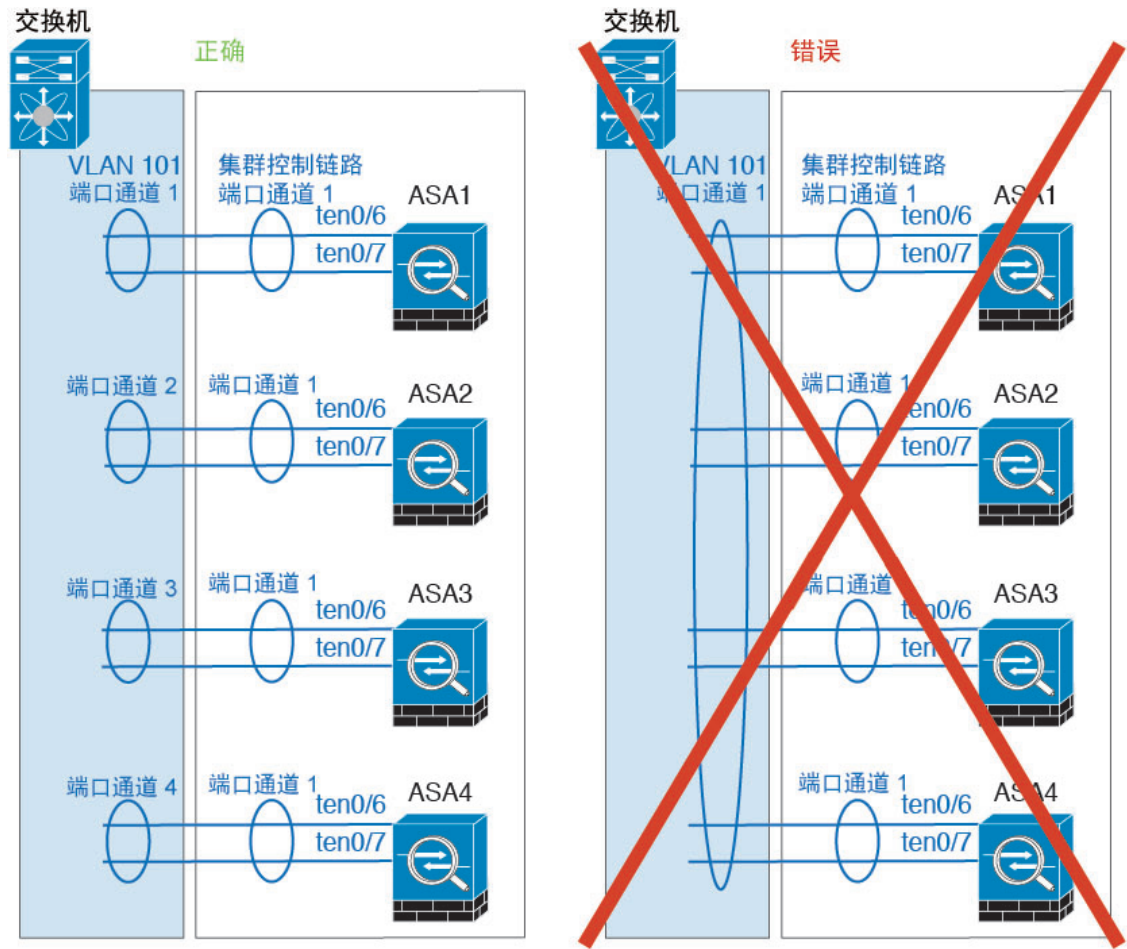 交换机
正确
VLAN 101
端口通道 1
集群控制链路
端口通道 1
ten0/6
ten0/7
ASA1
端口通道 2
端口通道 1
ten0/6
ten0/7
ASA2
端口通道 3
端口通道 1
ten0/6
ten0/7
ASA3
端口通道 4
端口通道 1
ten0/6
ten0/7
ASA4
交换机
错误
VLAN 101
端口通道 1
集群控制链路
端口通道 1
ten0/6
ten0/7
ASA1
端口通道 1
ten0/6
ten0/7
ASA2
端口通道
ten0/6
ten0/7
ASA3
端口通道 1
ten0/6
ten0/7
ASA4